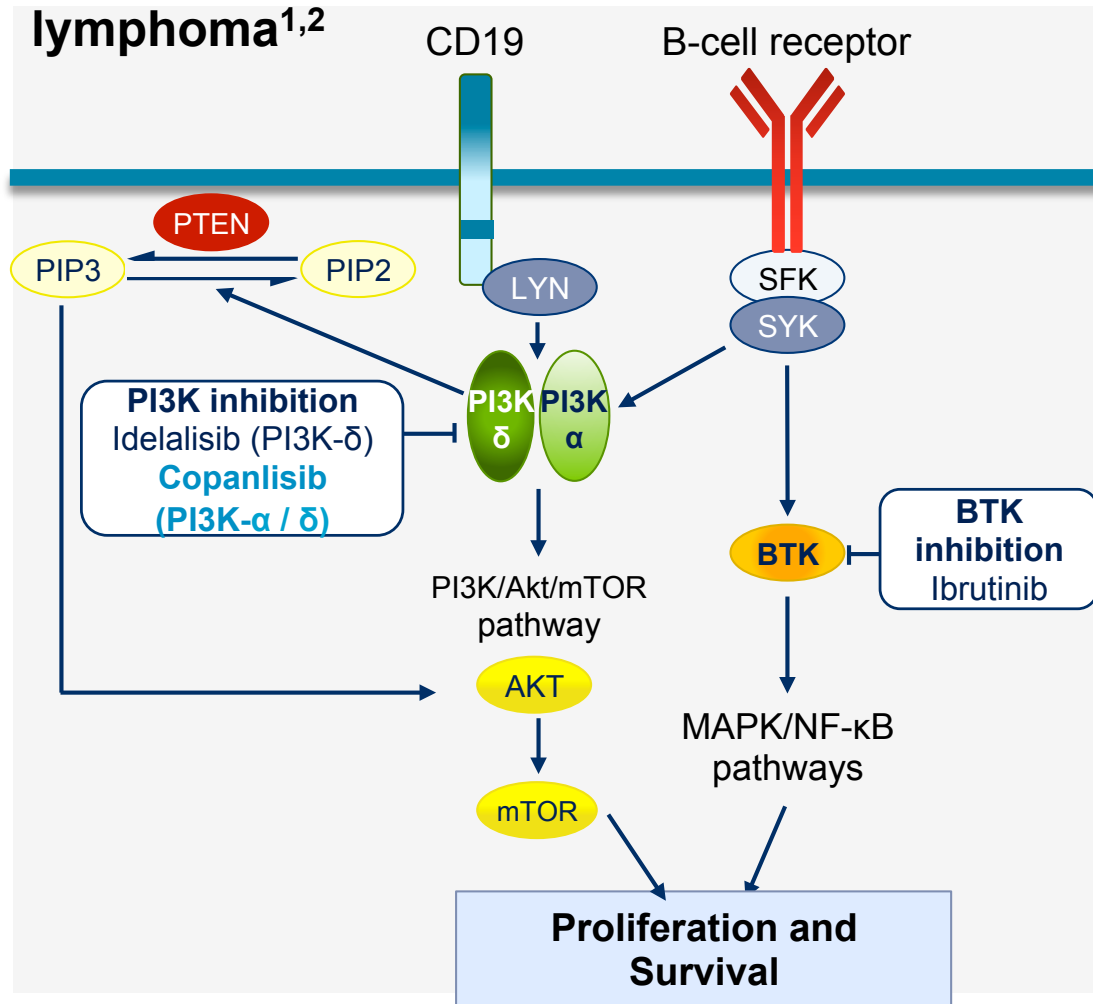 lymphoma1,2
CD19
B-cell receptor
PTEN
PIP3
PIP2
LYN
SFK
SYK
PI3K
δ
PI3K
α
PI3K inhibition
Idelalisib (PI3K-δ)
Copanlisib
(PI3K-α / δ)
BTK
BTK
inhibition
Ibrutinib
PI3K/Akt/mTOR
pathway
AKT
mTOR
MAPK/NF-κB
pathways
Proliferation and
Survival